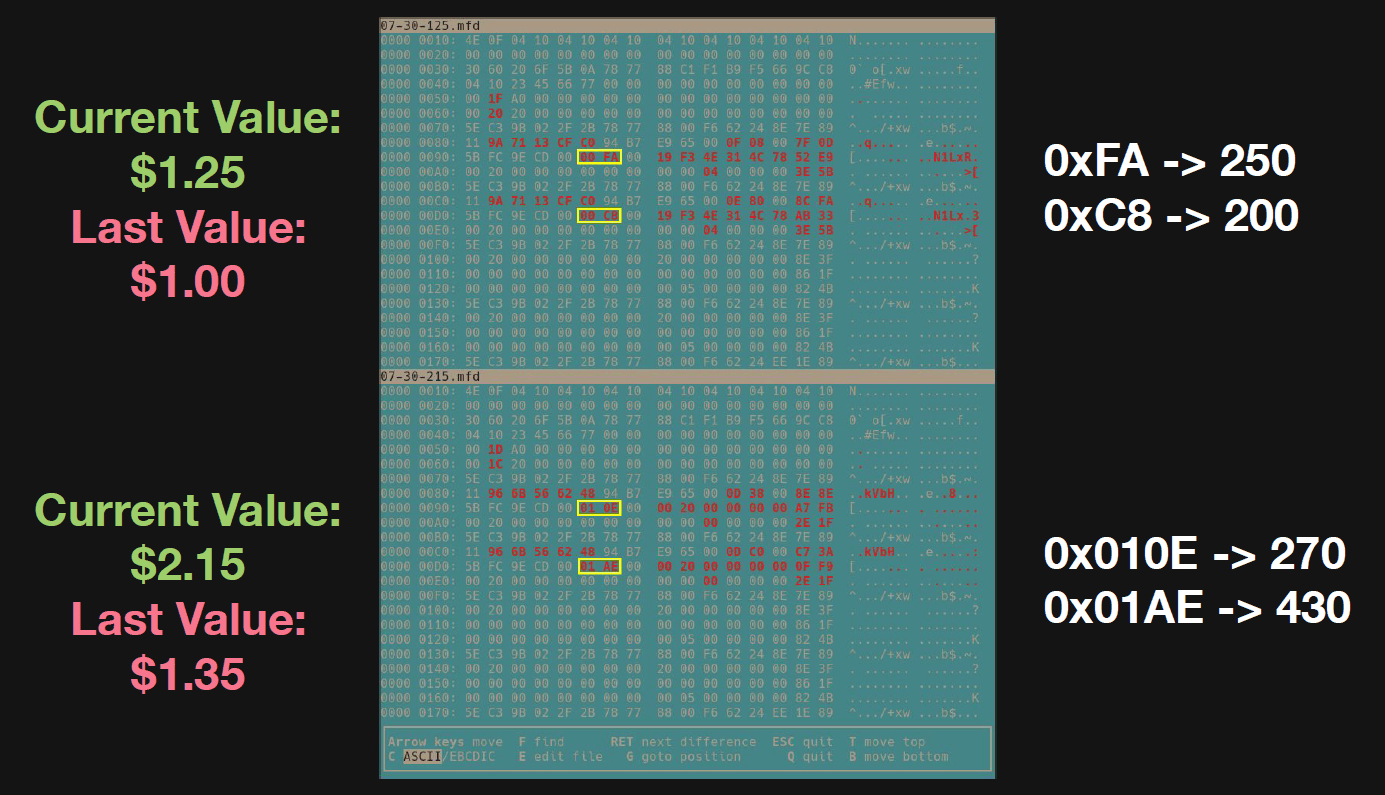 Current Value:
$1.25
Last Value:
$1.00
07-30-125.mfd
0000 0010: 4E 0F 04 10 04 10 04 10 04 10 04 10 04 10 04 10 N....... ........
0000 0020: 00 00 00 00 00 00 00 00 00 00 00 00 00 00 00 00 ........ ........
0000 0030: 30 60 20 6F 5B 0A 78 77 88 C1 F1 B9 F5 66 9C C8 0` o[.xw .....f..
0000 0040: 04 10 23 45 66 77 00 00 00 00 00 00 00 00 00 00 ..#Efw.. ........
0000 0050: 00 1F A0 00 00 00 00 00 00 00 00 00 00 00 00 00 ........ ........
0000 0060: 00 20 20 00 00 00 00 00 00 00 00 00 00 00 00 00 .  ..... ........
0000 0070: 5E C3 9B 02 2F 2B 78 77 88 00 F6 62 24 8E 7E 89 ^.../+xw ...b$.~.
0000 0080: 11 9A 71 13 CF CD 94 B7 E9 65 00 0F 08 00 7F 0D ..q..... .e......
0000 0090: 5B FC 9E CD 00 00 FA 00 19 F3 4E 31 4C 78 52 E9 [....... ..N1LxR.
0000 00A0: 00 20 00 00 00 00 00 00 00 00 04 00 00 00 3E 5B . ...... ......>[
0000 00B0: 5E C3 9B 02 2F 2B 78 77 88 00 F6 62 24 8E 7E 89 ^.../+xw ...b$.~.
0000 00C0: 11 9A 71 13 CF CD 94 B7 E9 65 00 0E 80 00 8C FA ..q..... .e......
0000 00D0: 5B FC 9E CD 00 00 C8 00 19 F3 4E 31 4C 78 AB 33 [....... ..N1Lx.3
0000 00E0: 00 20 00 00 00 00 00 00 00 00 04 00 00 00 3E 5B . ...... ......>[
0000 00F0: 5E C3 9B 02 2F 2B 78 77 88 00 F6 62 24 8E 7E 89 ^.../+xw ...b$.~.
0000 0100: 00 20 00 00 00 00 00 00 20 00 00 00 00 00 8E 3F . ......  ......?
0000 0110: 00 00 00 00 00 00 00 00 00 00 00 00 00 00 86 1F ........ ........
0000 0120: 00 00 00 00 00 00 00 00 00 05 00 00 00 00 82 4B ........ .......K
0000 0130: 5E C3 9B 02 2F 2B 78 77 88 00 F6 62 24 8E 7E 89 ^.../+xw ...b$.~.
0000 0140: 00 20 00 00 00 00 00 00 20 00 00 00 00 00 8E 3F . ......  ......?
0000 0150: 00 00 00 00 00 00 00 00 00 00 00 00 00 00 86 1F ........ ........
0000 0160: 00 00 00 00 00 00 00 00 00 05 00 00 00 00 82 4B ........ .......K
0000 0170: 5E C3 9B 02 2F 2B 78 77 88 00 F6 62 24 EE 1E 89 ^.../+xw ...b$...
0xFA -> 250
0xC8 -> 200
Current Value:
$2.15
Last Value:
$1.35
07-30-215.mfd
0000 0010: 4E 0F 04 10 04 10 04 10 04 10 04 10 04 10 04 10 N....... ........
0000 0020: 00 00 00 00 00 00 00 00 00 00 00 00 00 00 00 00 ........ ........
0000 0030: 30 60 20 6F 5B 0A 78 77 88 C1 F1 B9 F5 66 9C C8 0` o[.xw .....f..
0000 0040: 04 10 23 45 66 77 00 00 00 00 00 00 00 00 00 00 ..#Efw.. ........
0000 0050: 00 1D A0 00 00 00 00 00 00 00 00 00 00 00 00 00 ........ ........
0000 0060: 00 1C 20 00 00 00 00 00 00 00 00 00 00 00 00 00 .. ..... ........
0000 0070: 5E C3 9B 02 2F 2B 78 77 88 00 F6 62 24 8E 7E 89 ^.../+xw ...b$.~.
0000 0080: 11 96 6B 56 62 48 94 B7 E9 65 00 0D 38 00 8E 8E ..kVbH.. .e..8...
0000 0090: 5B FC 9E CD 00 01 0E 00 00 20 00 00 00 00 A7 FB [....... . ......
0000 00A0: 00 20 00 00 00 00 00 00 00 00 00 00 00 00 2E 1F . ...... ........
0000 00B0: 5E C3 9B 02 2F 2B 78 77 88 00 F6 62 24 8E 7E 89 ^.../+xw ...b$.~.
0000 00C0: 11 96 6B 56 62 48 94 B7 E9 65 00 0D C0 00 C7 3A ..kVbH.. .e.....:
0000 00D0: 5B FC 9E CD 00 01 AE 00 00 20 00 00 00 00 0F F9 [....... . ......
0000 00E0: 00 20 00 00 00 00 00 00 00 00 00 00 00 00 2E 1F . ...... ........
0000 00F0: 5E C3 9B 02 2F 2B 78 77 88 00 F6 62 24 8E 7E 89 ^.../+xw ...b$.~.
0000 0100: 00 20 00 00 00 00 00 00 20 00 00 00 00 00 8E 3F . ......  ......?
0000 0110: 00 00 00 00 00 00 00 00 00 00 00 00 00 00 86 1F ........ ........
0000 0120: 00 00 00 00 00 00 00 00 00 05 00 00 00 00 82 4B ........ .......K
0000 0130: 5E C3 9B 02 2F 2B 78 77 88 00 F6 62 24 8E 7E 89 ^.../+xw ...b$.~.
0000 0140: 00 20 00 00 00 00 00 00 20 00 00 00 00 00 8E 3F . ......  ......?
0000 0150: 00 00 00 00 00 00 00 00 00 00 00 00 00 00 86 1F ........ ........
0000 0160: 00 00 00 00 00 00 00 00 00 05 00 00 00 00 82 4B ........ .......K
0000 0170: 5E C3 9B 02 2F 2B 78 77 88 00 F6 62 24 EE 1E 89 ^.../+xw ...b$...
0x010E -> 270
0x01AE -> 430
Arrow keys move F find RET next difference ESC quit T move top
C ASCII/EBCDIC E edit file G goto position Q quit B move bottom